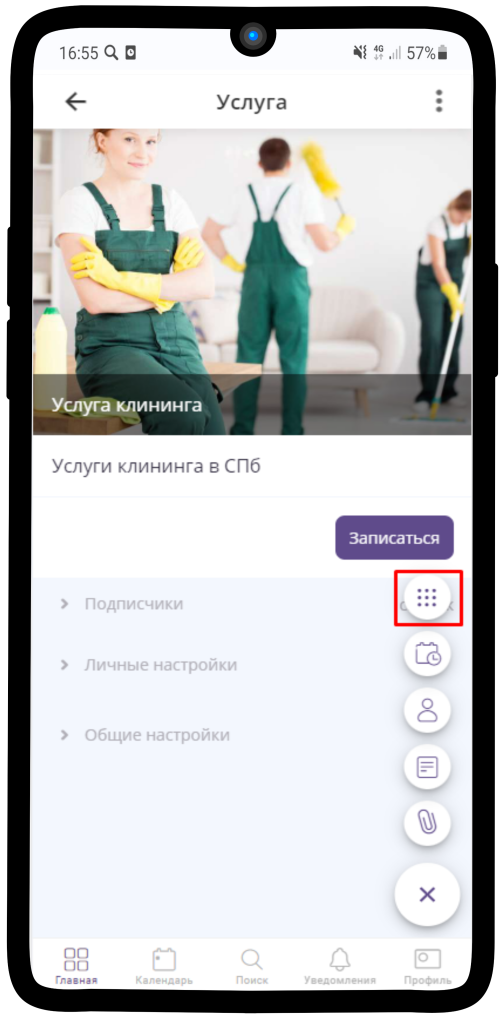 16:55
4G
57%
Услуга
Услуга клининга
Услуги клининга в СПб
Записаться
Подписчики
Личные настройки
Общие настройки
Главная
Календарь
Поиск
Уведомления
Профиль